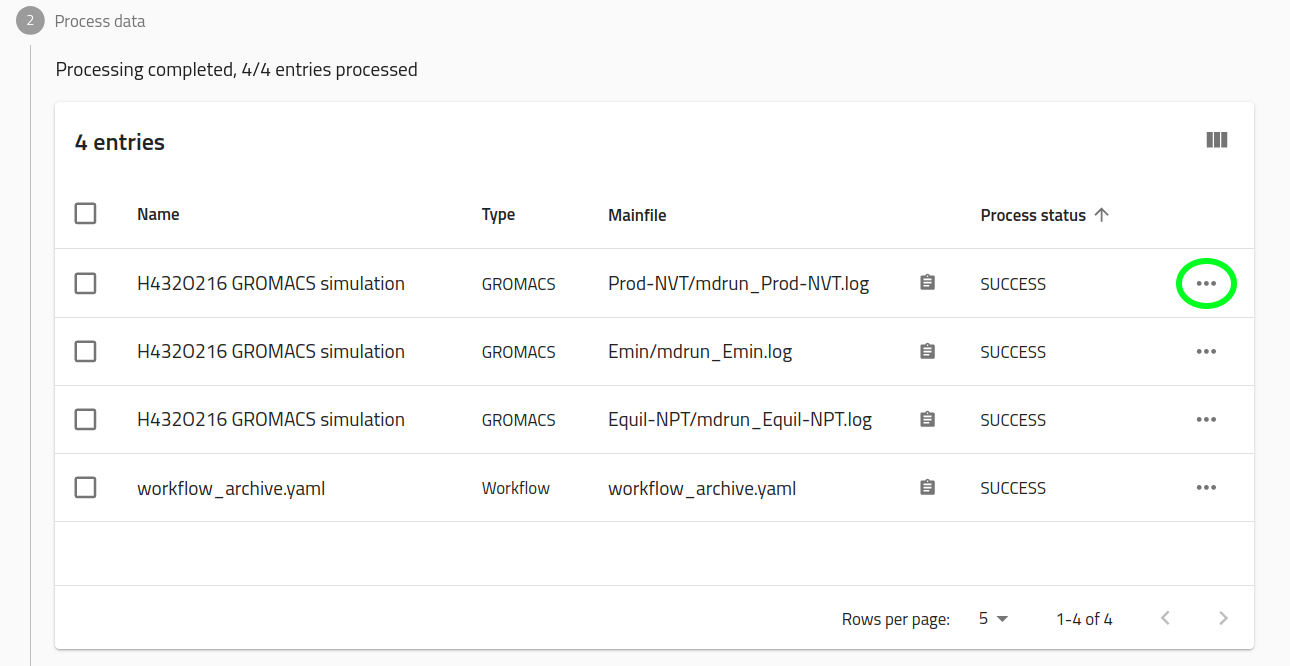 2 Process data
Processing completed, 4/4 entries processed
4 entries
Name Type Mainfile Process status
H432O216 GROMACS simulation GROMACS Prod-NVT/mdrun_Prod-NVT.log SUCCESS
H432O216 GROMACS simulation GROMACS Emin/mdrun_Emin.log SUCCESS
H432O216 GROMACS simulation GROMACS Equil-NPT/mdrun_Equil-NPT.log SUCCESS
workflow_archive.yaml Workflow workflow_archive.yaml SUCCESS
Rows per page: 5 1-4 of 4